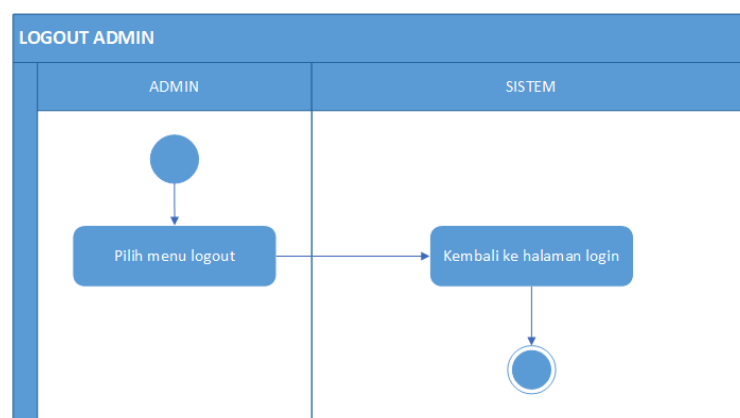 LOGOUT ADMIN
ADMIN
SISTEM
Pilih menu logout
Kembali ke halaman login